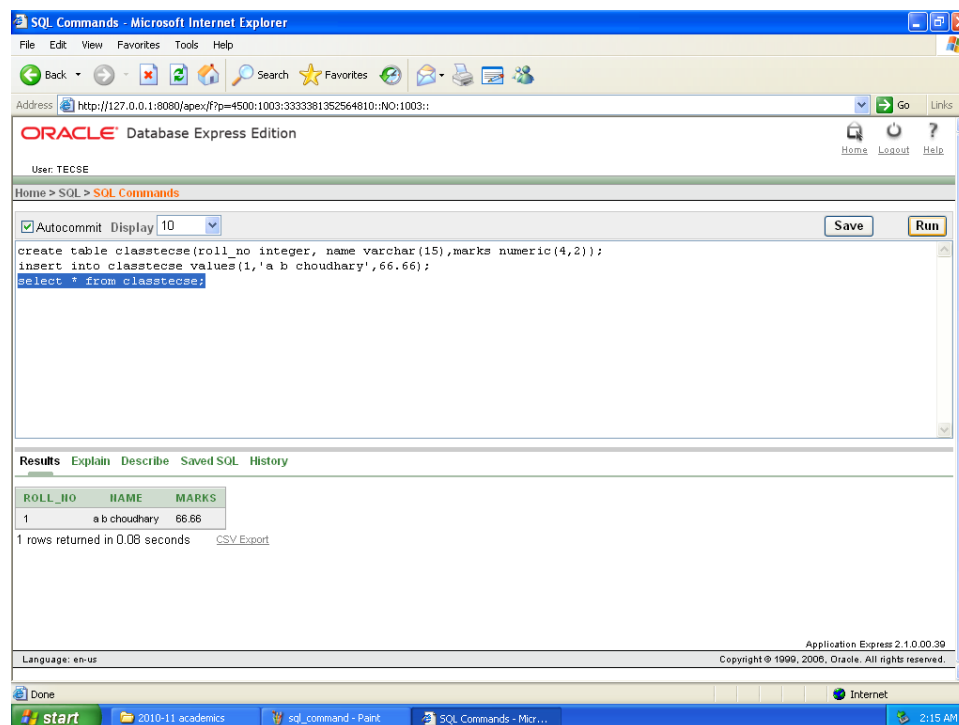 SQL Commands - Microsoft Internet Explorer
File Edit View Favorites Tools Help
Back Search Favorites
Address http://127.0.0.1:8080/apex/f?p=4500:1003:3333381352564810::NO:1003:: Go Links
ORACLE Database Express Edition
Home Logout Help
User: TECSE
Home > SQL > SQL Commands
Autocommit Display 10 Save Run
create table classtecse(roll_no integer, name varchar(15),marks numeric(4,2));
insert into classtecse values(1,'a b choudhary',66.66);
select * from classtecse;
Results Explain Describe Saved SQL History
ROLL_NO NAME MARKS
1 a b choudhary 66.66
1 rows returned in 0.08 seconds CSV Export
Application Express 2.1.0.00.39
Language: en-us Copyright © 1999, 2006, Oracle. All rights reserved.
Done Internet
start 2010-11 academics sql_command - Paint SQL Commands - Micr... 2:15 AM